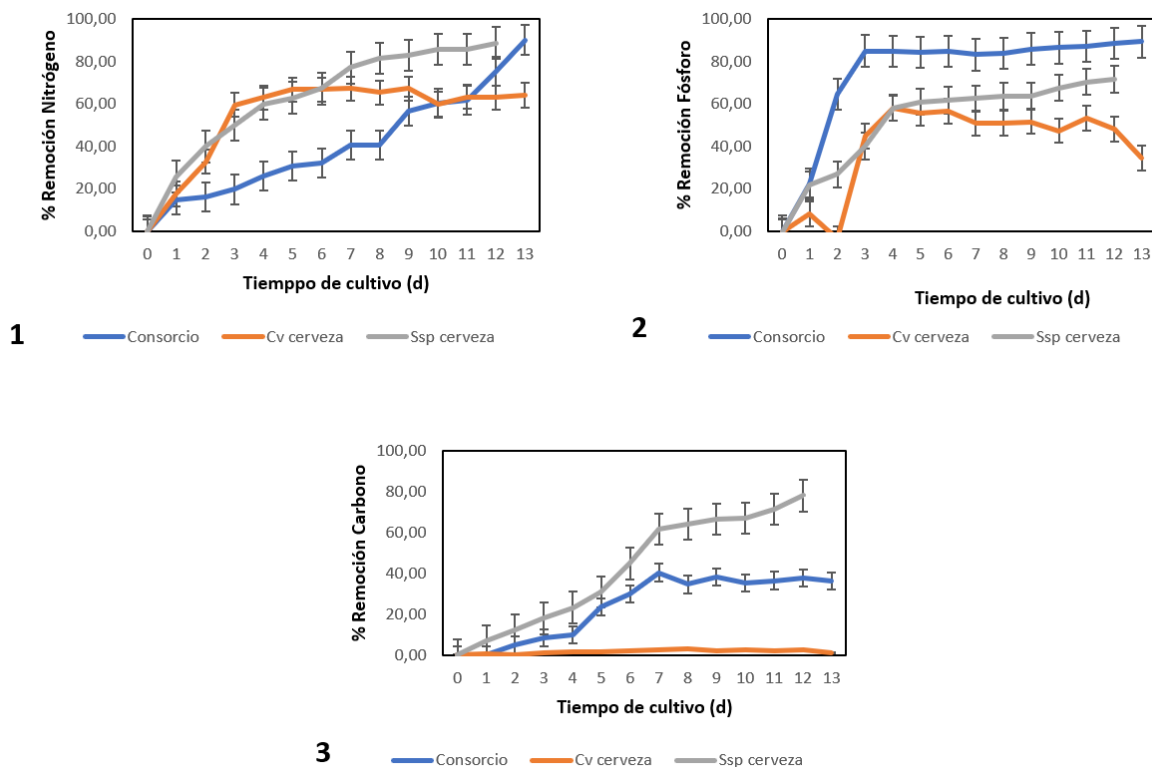 % Remoción Nitrógeno
100,00
80,00
60,00
40,00
20,00
0,00
0 1 2 3 4 5 6 7 8 9 10 11 12 13
Tiemppo de cultivo (d)
1
Consorcio Cv cerveza Ssp cerveza
% Remoción Fósforo
100,00
80,00
60,00
40,00
20,00
0,00
0 1 2 3 4 5 6 7 8 9 10 11 12 13
Tiempo de cultivo (d)
2
Consorcio Cv cerveza Ssp cerveza
% Remoción Carbono
100,00
80,00
60,00
40,00
20,00
0,00
0 1 2 3 4 5 6 7 8 9 10 11 12 13
Tiempo de cultivo (d)
3
Consorcio Cv cerveza Ssp cerveza